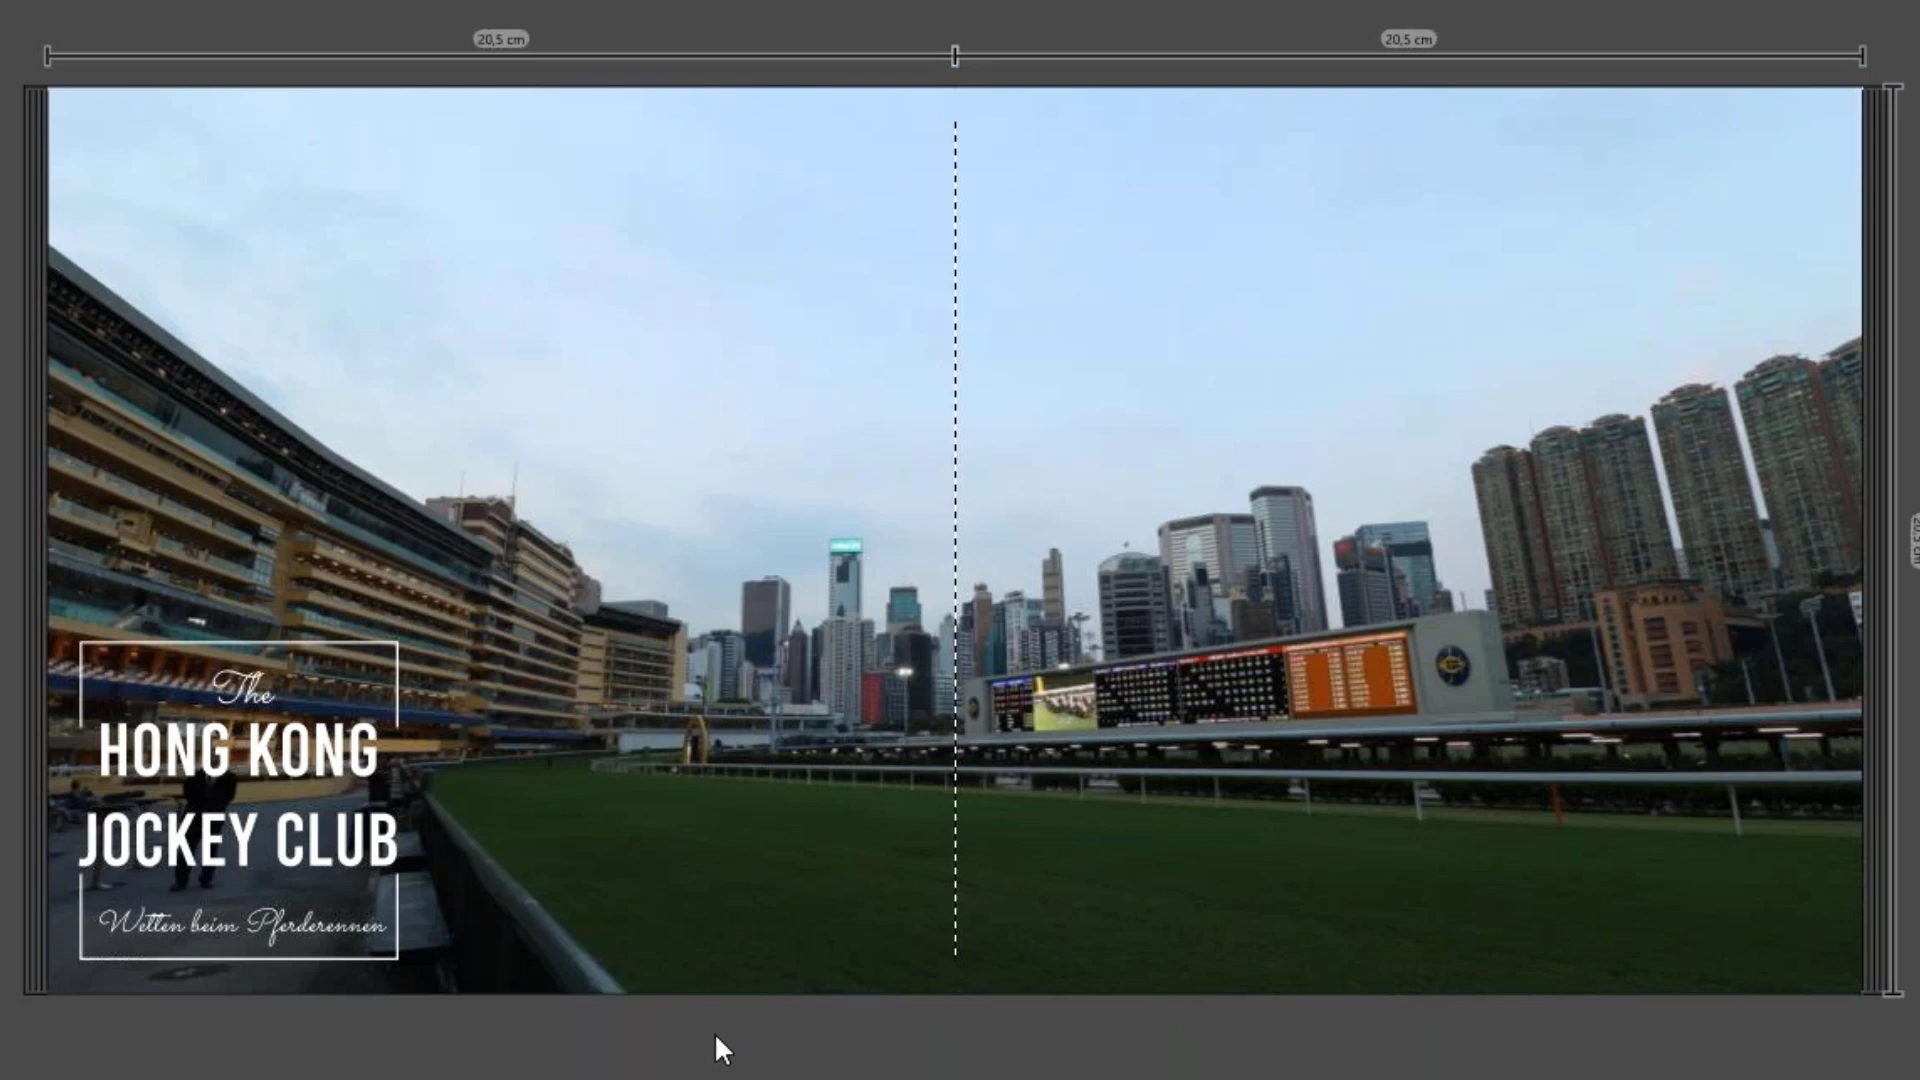 20,5 cm
20,5 cm
The
HONG KONG
JOCKEY CLUB
Wetten beim Pferderennen